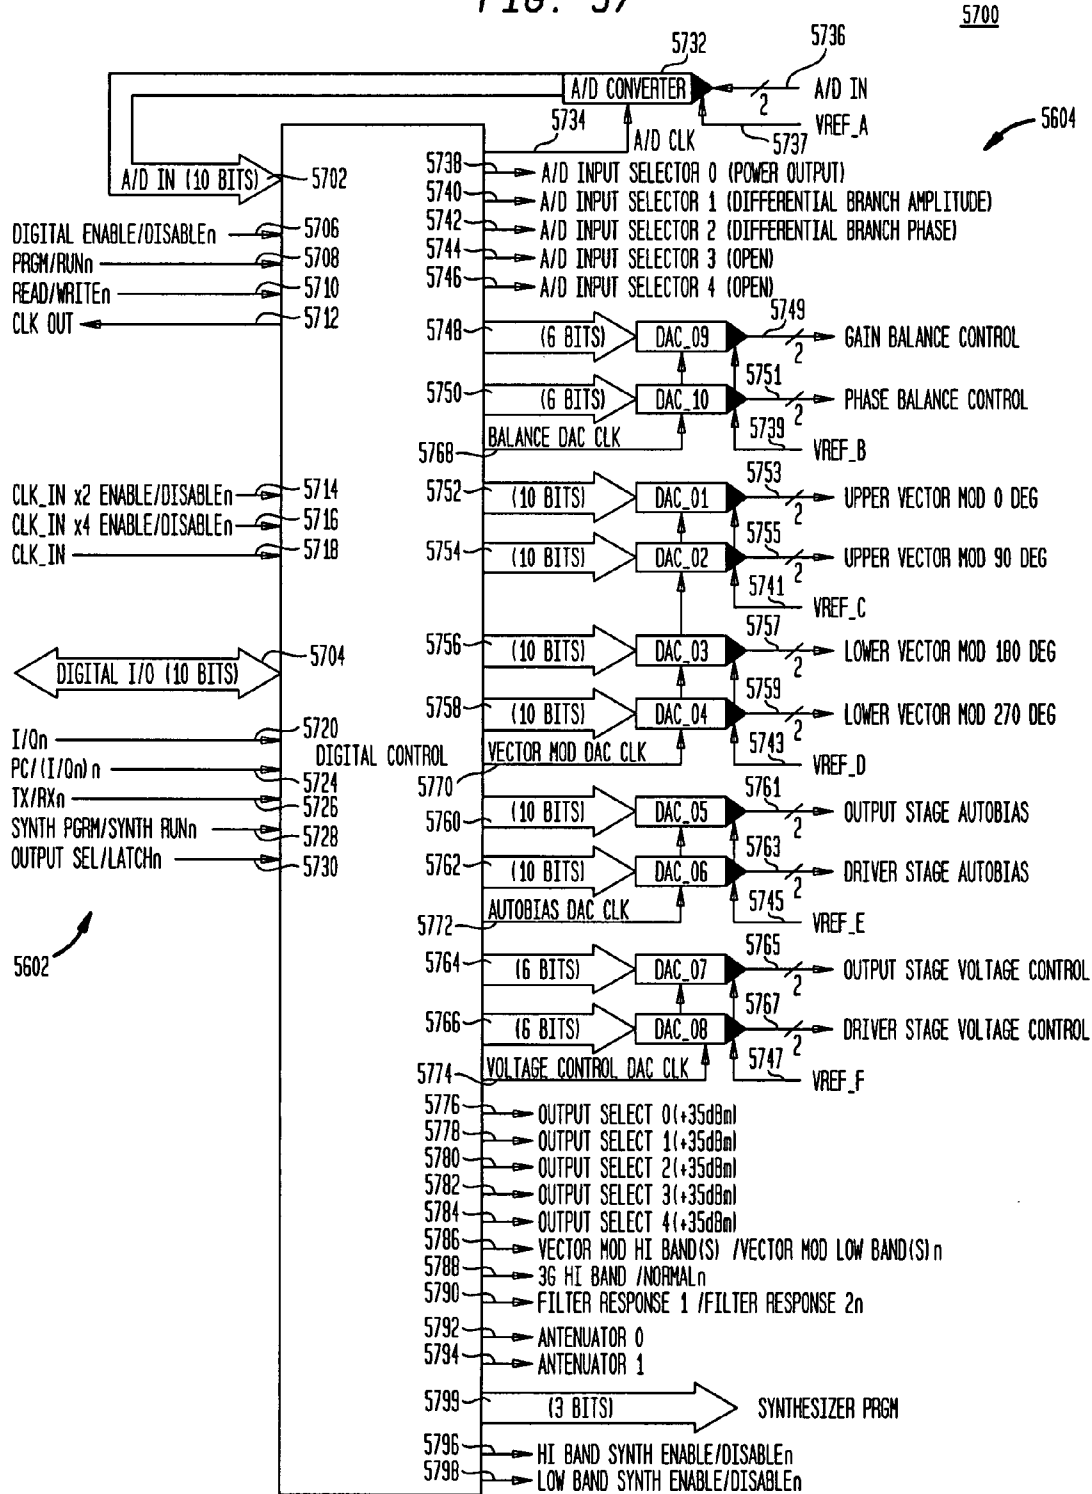 FIG. 57
5700
5732
5736
A/D CONVERTER
2
A/D IN
5734
A/D CLK
5737
VREF_A
5604
A/D IN (10 BITS)
5702
5738
A/D INPUT SELECTOR 0 (POWER OUTPUT)
5740
A/D INPUT SELECTOR 1 (DIFFERENTIAL BRANCH AMPLITUDE)
DIGITAL ENABLE/DISABLEn
5706
5742
A/D INPUT SELECTOR 2 (DIFFERENTIAL BRANCH PHASE)
PRGM/RUNn
5708
5744
A/D INPUT SELECTOR 3 (OPEN)
READ/WRITEn
5710
5746
A/D INPUT SELECTOR 4 (OPEN)
CLK OUT
5712
5748
(6 BITS)
DAC_09
5749
2
GAIN BALANCE CONTROL
5750
(6 BITS)
DAC_10
5751
2
PHASE BALANCE CONTROL
5768
BALANCE DAC CLK
5739
VREF_B
CLK_IN x2 ENABLE/DISABLEn
5714
5752
(10 BITS)
DAC_01
5753
2
UPPER VECTOR MOD 0 DEG
CLK_IN x4 ENABLE/DISABLEn
5716
CLK_IN
5718
5754
(10 BITS)
DAC_02
5755
2
UPPER VECTOR MOD 90 DEG
5741
VREF_C
DIGITAL I/O (10 BITS)
5704
5756
(10 BITS)
DAC_03
5757
2
LOWER VECTOR MOD 180 DEG
5758
(10 BITS)
DAC_04
5759
2
LOWER VECTOR MOD 270 DEG
I/Qn
5720
DIGITAL CONTROL
5770
VECTOR MOD DAC CLK
5743
VREF_D
PC/(I/Qn)n
5724
TX/RXn
5726
5760
(10 BITS)
DAC_05
5761
2
OUTPUT STAGE AUTOBIAS
SYNTH PGRM/SYNTH RUNn
5728
OUTPUT SEL/LATCHn
5730
5762
(10 BITS)
DAC_06
5763
2
DRIVER STAGE AUTOBIAS
5772
AUTOBIAS DAC CLK
5745
VREF_E
5602
5764
(6 BITS)
DAC_07
5765
2
OUTPUT STAGE VOLTAGE CONTROL
5766
(6 BITS)
DAC_08
5767
2
DRIVER STAGE VOLTAGE CONTROL
5774
VOLTAGE CONTROL DAC CLK
5747
VREF_F
5776
OUTPUT SELECT 0(+35dBm)
5778
OUTPUT SELECT 1(+35dBm)
5780
OUTPUT SELECT 2(+35dBm)
5782
OUTPUT SELECT 3(+35dBm)
5784
OUTPUT SELECT 4(+35dBm)
5786
VECTOR MOD HI BAND(S) /VECTOR MOD LOW BAND(S)n
5788
3G HI BAND /NORMALn
5790
FILTER RESPONSE 1 /FILTER RESPONSE 2n
5792
ANTENUATOR 0
5794
ANTENUATOR 1
5799
(3 BITS)
SYNTHESIZER PRGM
5796
HI BAND SYNTH ENABLE/DISABLEn
5798
LOW BAND SYNTH ENABLE/DISABLEn